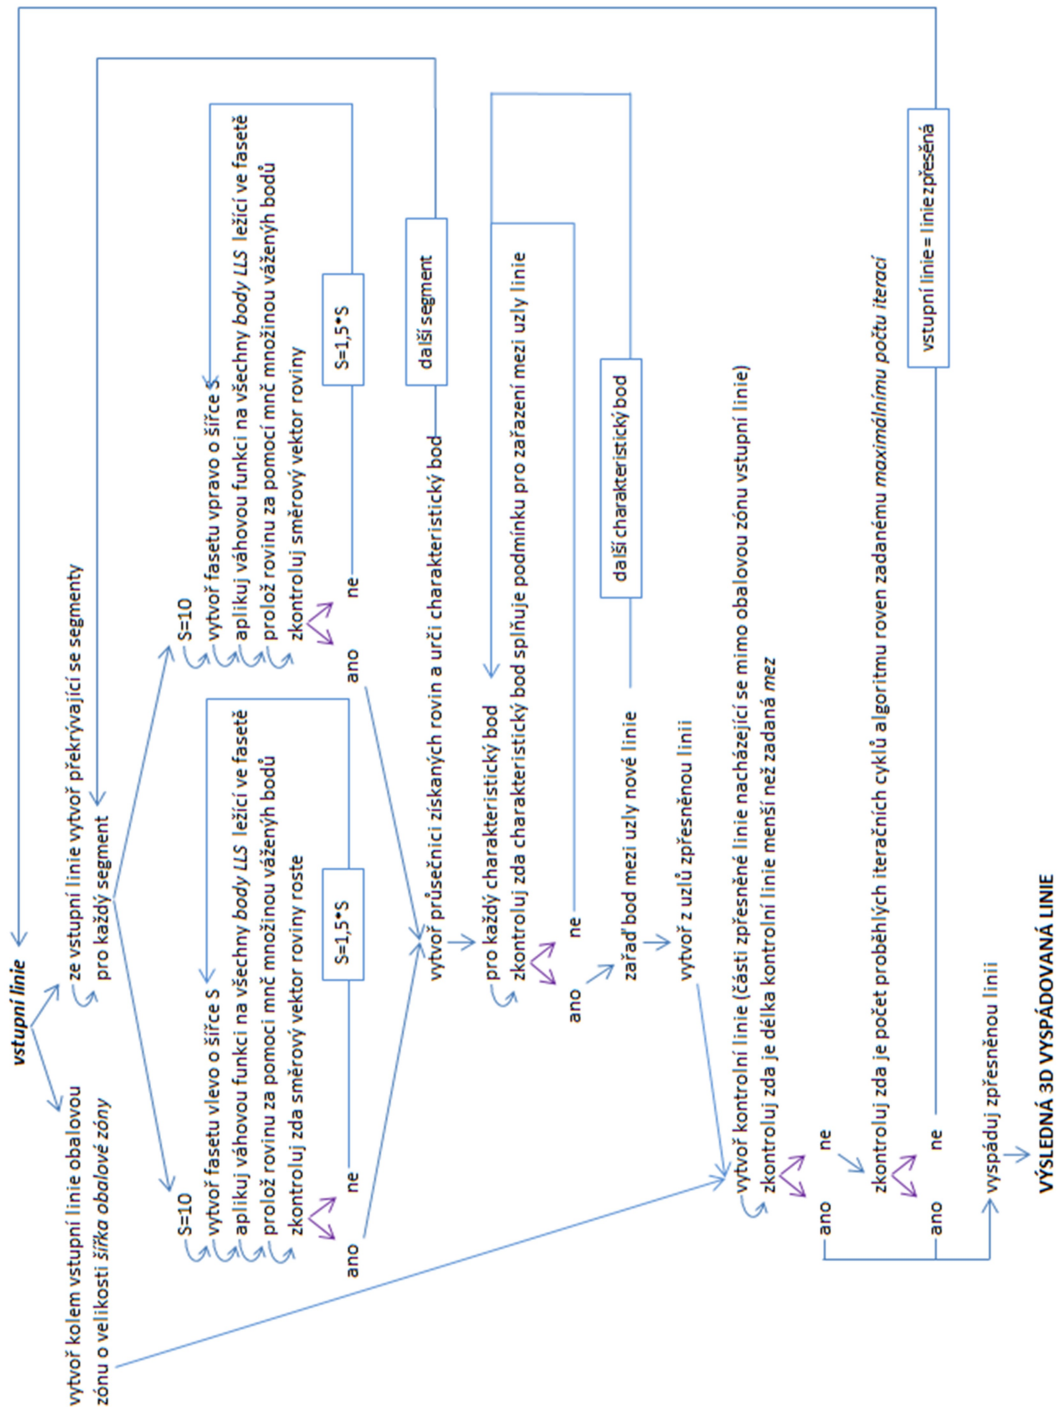 vstupní linie
vytvoř kolem vstupní linie obalovou
zónu o velikosti šířka obalové zóny
ze vstupní linie vytvoř překrývající se segmenty
pro každý segment
S=10
vytvoř fasetu vlevo o šířce S
aplikuj váhovou funkci na všechny body LLS ležící ve fasetě
prolož rovinu za pomoci mnč množinou vážených bodů
zkontroluj zda směrový vektor roviny roste
ano
ne
S=1,5*S
S=10
vytvoř fasetu vpravo o šířce S
aplikuj váhovou funkci na všechny body LLS ležící ve fasetě
prolož rovinu za pomocí mnč množinou vážených bodů
zkontroluj směrový vektor roviny
ano
ne
S=1,5*S
vytvoř průsečnici získaných rovin a urči charakteristický bod
další segment
pro každý charakteristický bod
zkontroluj zda charakteristický bod splňuje podmínku pro zařazení mezi uzly linie
ano
ne
zařaď bod mezi uzly nové linie
další charakteristický bod
vytvoř z uzlů zpřesněnou linii
vytvoř kontrolní linie (části zpřesněné linie nacházející se mimo obalovou zónu vstupní linie)
zkontroluj zda je délka kontrolní linie menší než zadaná mez
ano
ne
zkontroluj zda je počet proběhlých iteračních cyklů algoritmu roven zadanému maximálnímu počtu iterací
ano
ne
vstupní linie = linie zpřesěná
vyspáduj zpřesněnou linii
VÝSLEDNÁ 3D VYSPÁDOVANÁ LINIE